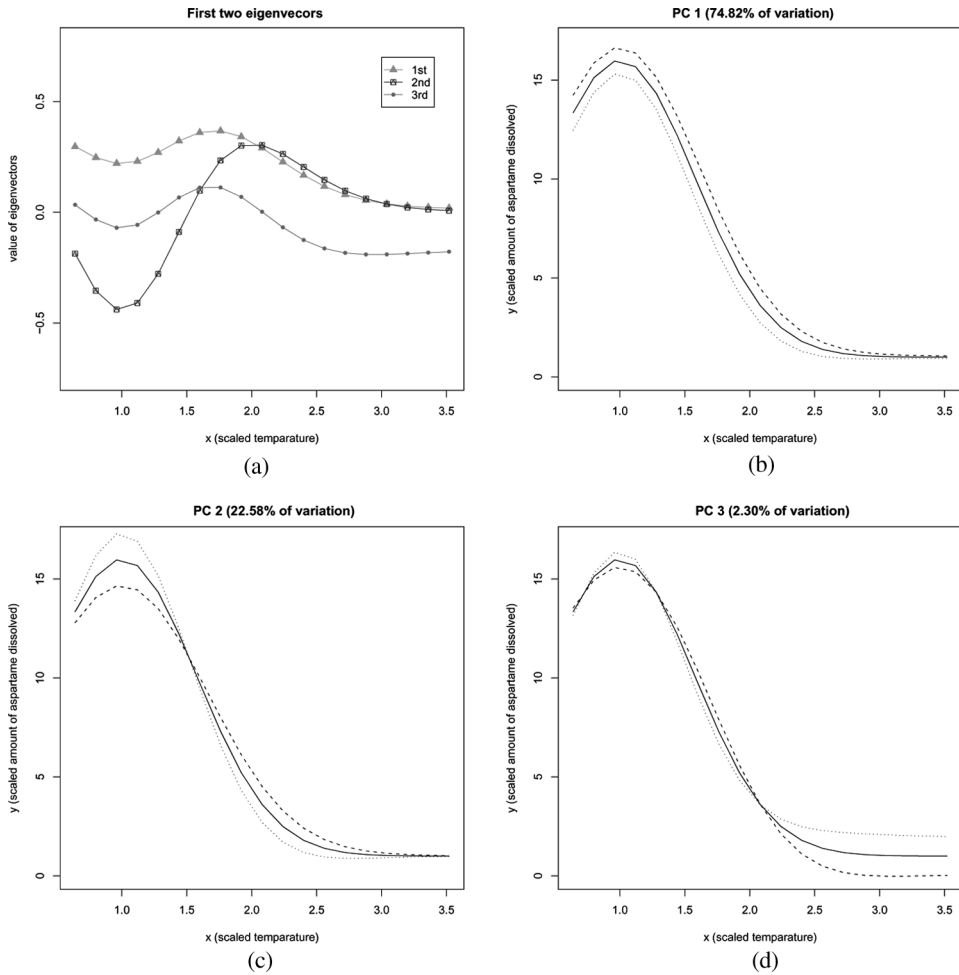 First two eigenvecors
value of eigenvectors
0.5
0.0
−0.5
1st
2nd
3rd
1.0 1.5 2.0 2.5 3.0 3.5
x (scaled temparature)
(a)
PC 1 (74.82% of variation)
y (scaled amount of aspartame dissolved)
15
10
5
0
1.0 1.5 2.0 2.5 3.0 3.5
x (scaled temparature)
(b)
PC 2 (22.58% of variation)
y (scaled amount of aspartame dissolved)
15
10
5
0
1.0 1.5 2.0 2.5 3.0 3.5
x (scaled temparature)
(c)
PC 3 (2.30% of variation)
y (scaled amount of aspartame dissolved)
15
10
5
0
1.0 1.5 2.0 2.5 3.0 3.5
x (scaled temparature)
(d)